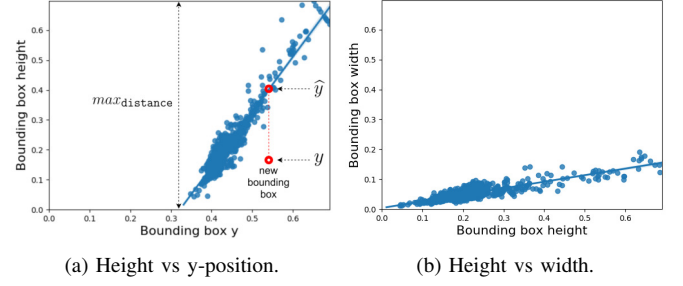 0.6
0.5
0.4
0.3
0.2
0.1
0.0
0.0 0.1 0.2 0.3 0.4 0.5 0.6
Bounding box height
Bounding box y
max_distance
ŷ
y
new
bounding
box
(a) Height vs y-position.
0.6
0.5
0.4
0.3
0.2
0.1
0.0
0.0 0.1 0.2 0.3 0.4 0.5 0.6
Bounding box width
Bounding box height
(b) Height vs width.